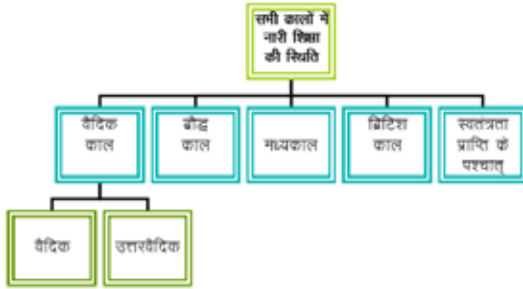 सभी कालों में
नारी शिक्षा
की स्थिति
वैदिक
काल
बौद्ध
काल
मध्यकाल
ब्रिटिश
काल
स्वतंत्रता
प्राप्ति के
पश्चात्
वैदिक
उत्तरवैदिक